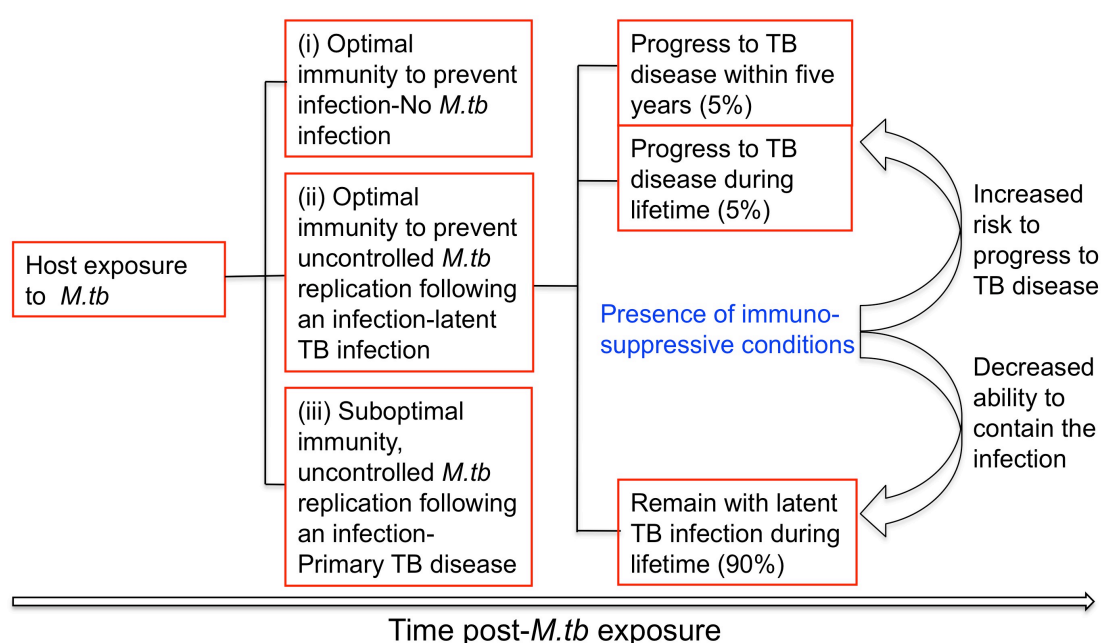 Host exposure
to M.tb
(i) Optimal
immunity to prevent
infection-No M.tb
infection
(ii) Optimal
immunity to prevent
uncontrolled M.tb
replication following
an infection-latent
TB infection
(iii) Suboptimal
immunity,
uncontrolled M.tb
replication following
an infection-
Primary TB disease
Progress to TB
disease within five
years (5%)
Progress to TB
disease during
lifetime (5%)
Presence of immuno-
suppressive conditions
Remain with latent
TB infection during
lifetime (90%)
Increased
risk to
progress to
TB disease
Decreased
ability to
contain the
infection
Time post-M.tb exposure